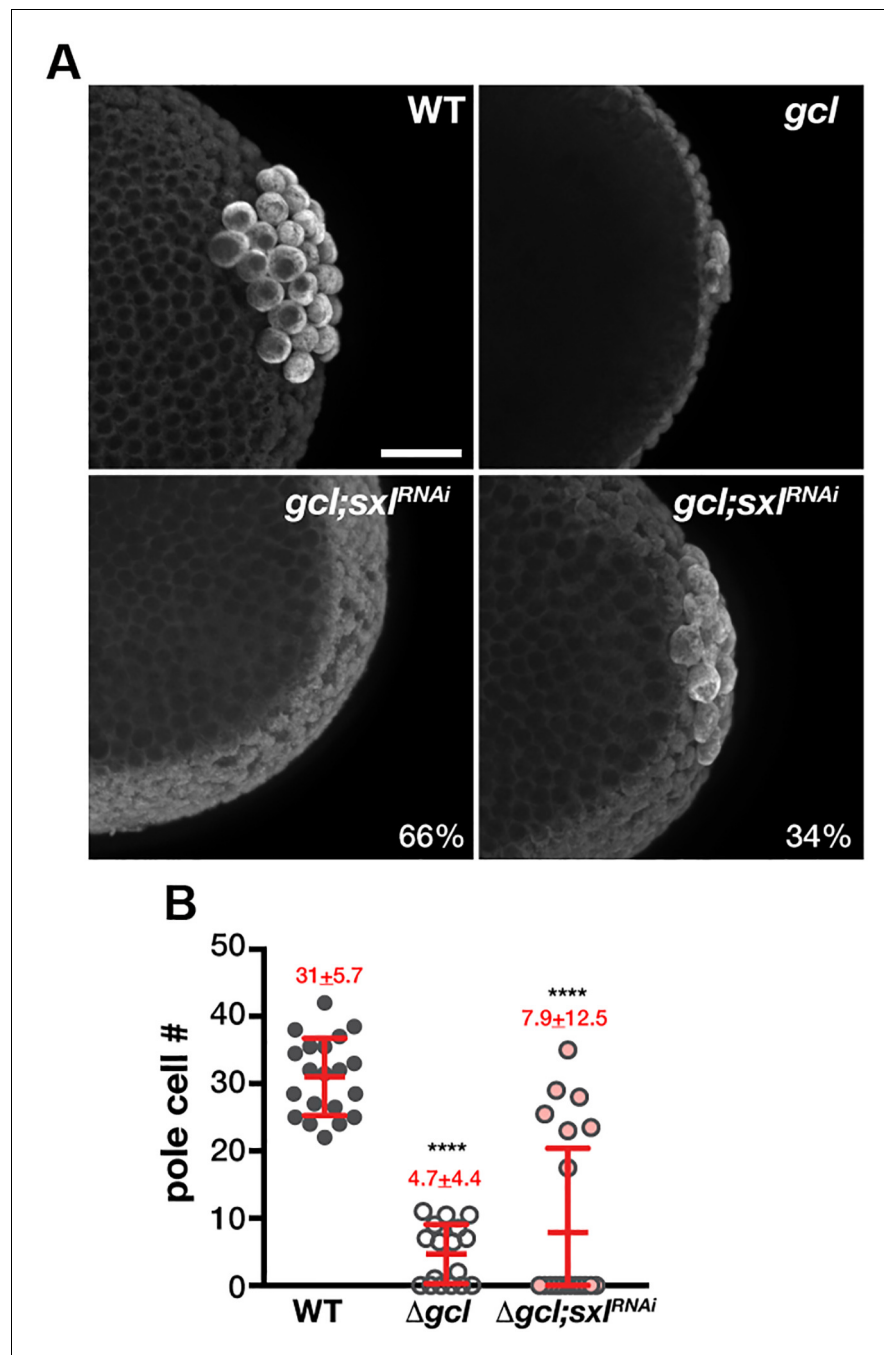 A
WT
gcl
gcl;sxlRNAi
gcl;sxlRNAi
66%
34%
B
50
40
30
20
10
0
pole cell #
31±5.7
****
4.7±4.4
****
7.9±12.5
WT
Δgcl
Δgcl;sxlRNAi